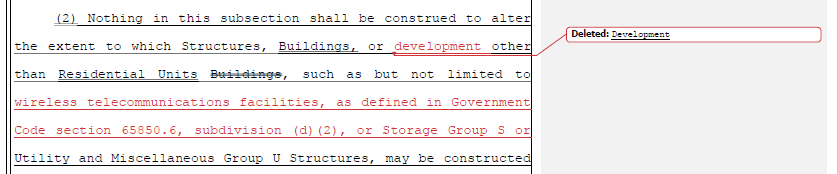 (2) Nothing in this subsection shall be construed to alter
the extent to which Structures, Buildings, or development other
than Residential Units Buildings, such as but not limited to
wireless telecommunications facilities, as defined in Government
Code section 65850.6, subdivision (d)(2), or Storage Group S or
Utility and Miscellaneous Group U Structures, may be constructed
Deleted: Development